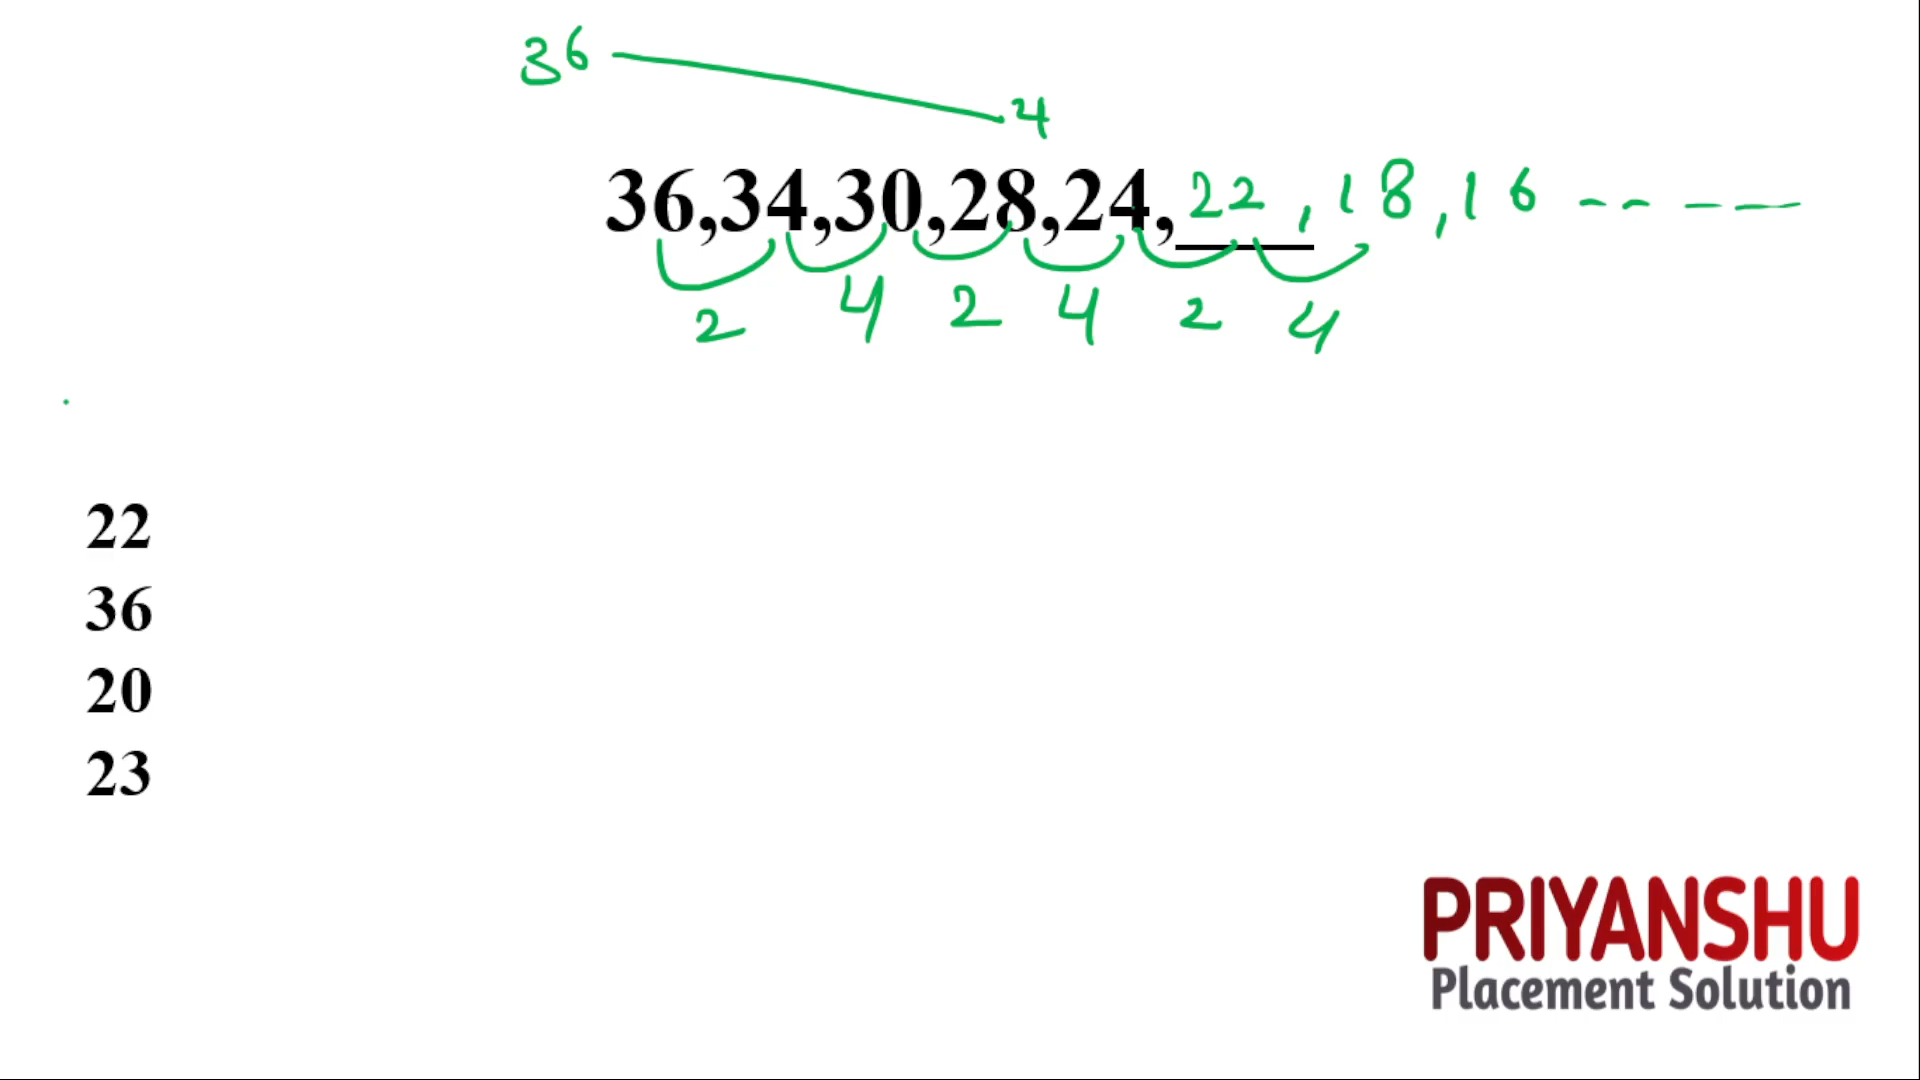 36 4
36,34,30,28,24, 22 , 18 , 16 -- --
2 4 2 4 2 4
22
36
20
23
PRIYANSHU
Placement Solution